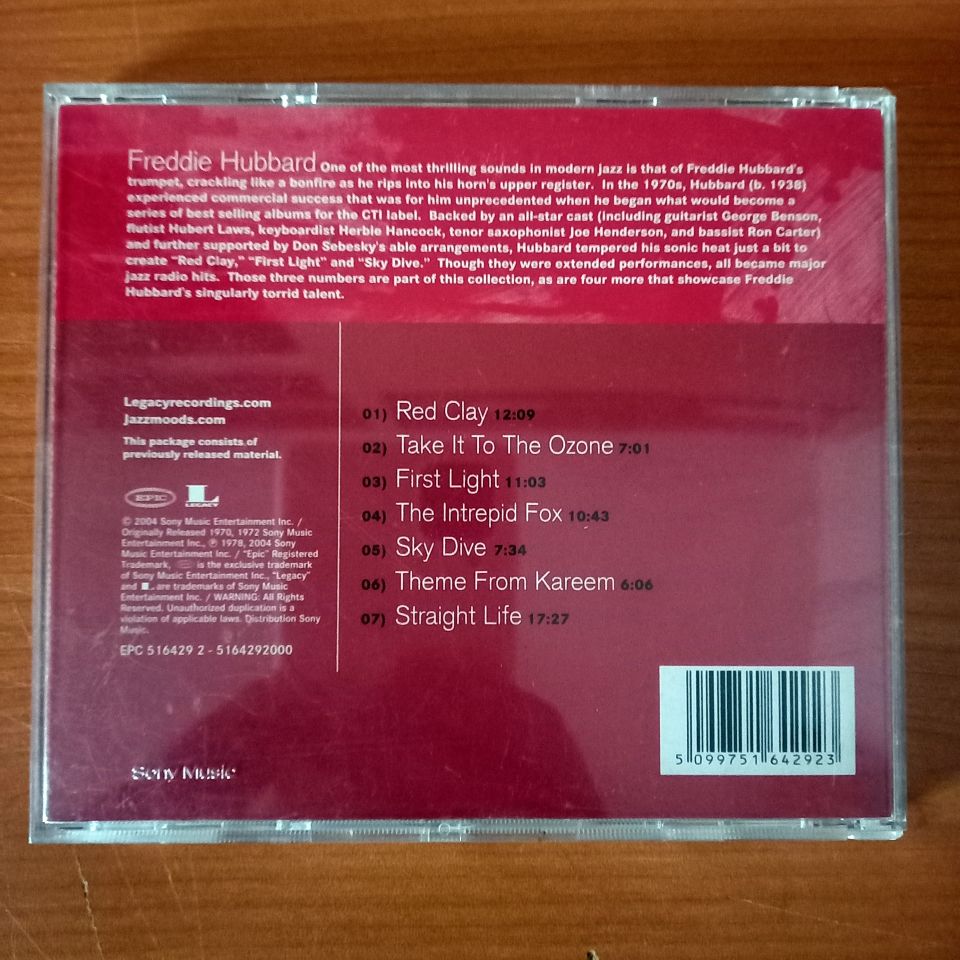 Freddie Hubbard One of the most thrilling sounds in modern jazz is that of Freddie Hubbard's
trumpet, crackling like a bonfire as he rips into his horn's upper register. In the 1970s, Hubbard (b. 1938)
experienced commercial success that was for him unprecedented when he began what would become a
series of best selling albums for the CTI label. Backed by an all-star cast (including guitarist George Benson,
flutist Hubert Laws, keyboardist Herbie Hancock, tenor saxophonist Joe Henderson, and bassist Ron Carter)
and further supported by Don Sebesky's able arrangements, Hubbard tempered his sonic heat just a bit to
create "Red Clay," "First Light" and "Sky Dive." Though they were extended performances, all became major
jazz radio hits. Those three numbers are part of this collection, as are four more that showcase Freddie
Hubbard's singularly torrid talent.
Legacyrecordings.com
Jazzmoods.com
This package consists of
previously released material.
EPIC
L
LEGACY
© 2004 Sony Music Entertainment Inc. /
Originally Released 1970, 1972 Sony Music
Entertainment Inc., ℗ 1978, 2004 Sony
Music Entertainment Inc. / "Epic" Registered
Trademark, is the exclusive trademark
of Sony Music Entertainment Inc., "Legacy"
and L are trademarks of Sony Music
Entertainment Inc. / WARNING: All Rights
Reserved. Unauthorized duplication is a
violation of applicable laws. Distribution Sony
Music.
EPC 516429 2 - 5164292000
Sony Music
01) Red Clay 12:09
02) Take It To The Ozone 7:01
03) First Light 11:03
04) The Intrepid Fox 10:43
05) Sky Dive 7:34
06) Theme From Kareem 6:06
07) Straight Life 17:27
5 099751 642923